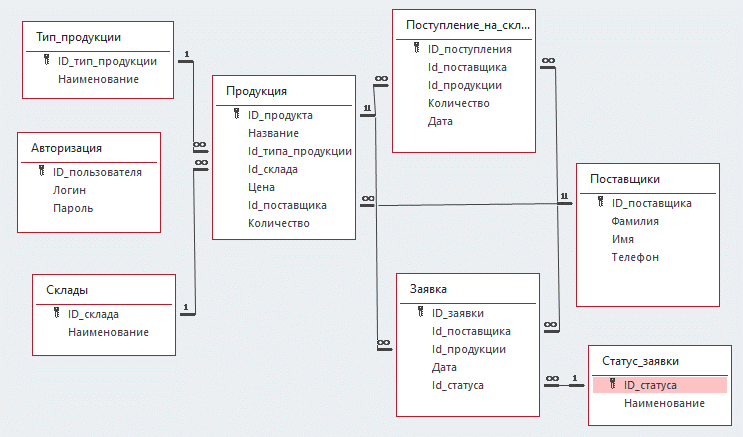 Тип_продукции
ID_тип_продукции
Наименование
Авторизация
ID_пользователя
Логин
Пароль
Склады
ID_склада
Наименование
Продукция
ID_продукта
Название
Id_типа_продукции
Id_склада
Цена
Id_поставщика
Количество
Поступление_на_скл...
ID_поступления
Id_поставщика
Id_продукции
Количество
Дата
Заявка
ID_заявки
Id_поставщика
Id_продукции
Дата
Id_статуса
Поставщики
ID_поставщика
Фамилия
Имя
Телефон
Статус_заявки
ID_статуса
Наименование
1
∞
∞
1
1
1
∞
∞
∞
∞
1
1
∞
∞
1